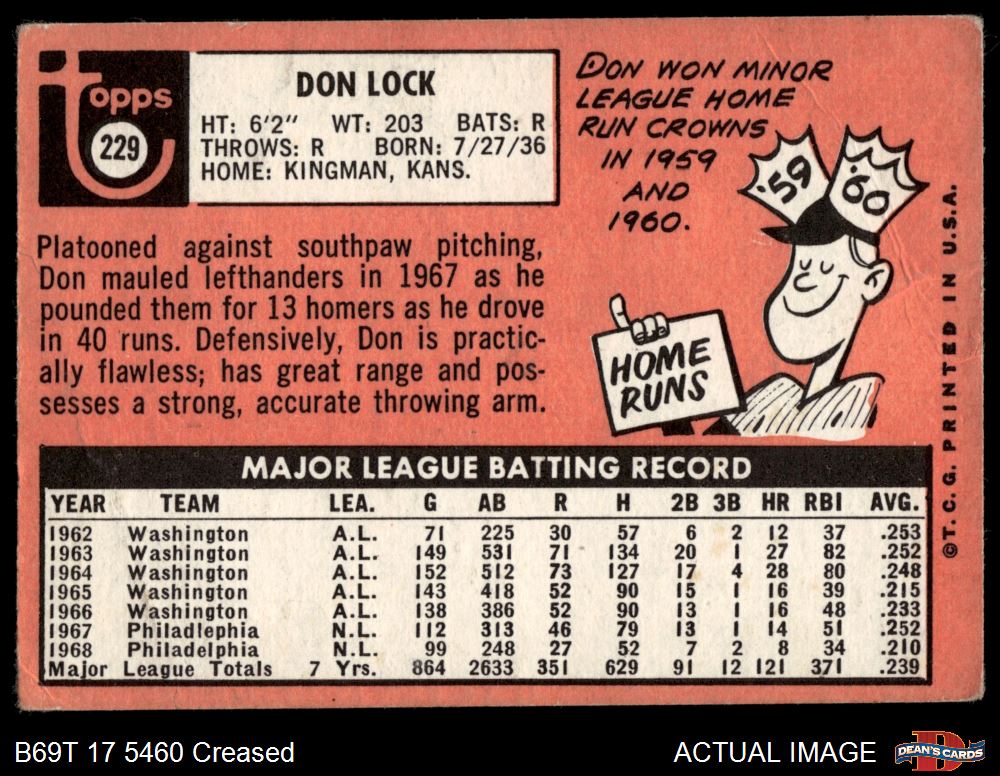 Topps
229
DON LOCK
HT: 6'2" WT: 203 BATS: R
THROWS: R BORN: 7/27/36
HOME: KINGMAN, KANS.
DON WON MINOR
LEAGUE HOME
RUN CROWNS
IN 1959
AND
1960.
'59
'60
HOME
RUNS
Platooned against southpaw pitching,
Don mauled lefthanders in 1967 as he
pounded them for 13 homers as he drove
in 40 runs. Defensively, Don is practic-
ally flawless; has great range and pos-
sesses a strong, accurate throwing arm.
©T. C. G. PRINTED IN U.S.A.
MAJOR LEAGUE BATTING RECORD
YEAR TEAM LEA. G AB R H 2B 3B HR RBI AVG.
1962 Washington A.L. 71 225 30 57 6 2 12 37 .253
1963 Washington A.L. 149 531 71 134 20 1 27 82 .252
1964 Washington A.L. 152 512 73 127 17 4 28 80 .248
1965 Washington A.L. 143 418 52 90 15 1 16 39 .215
1966 Washington A.L. 138 386 52 90 13 1 16 48 .233
1967 Philadlephia N.L. 112 313 46 79 13 1 14 51 .252
1968 Philadelphia N.L. 99 248 27 52 7 2 8 34 .210
Major League Totals 7 Yrs. 864 2633 351 629 91 12 121 371 .239
B69T 17 5460 Creased
ACTUAL IMAGE
DEAN'S CARDS